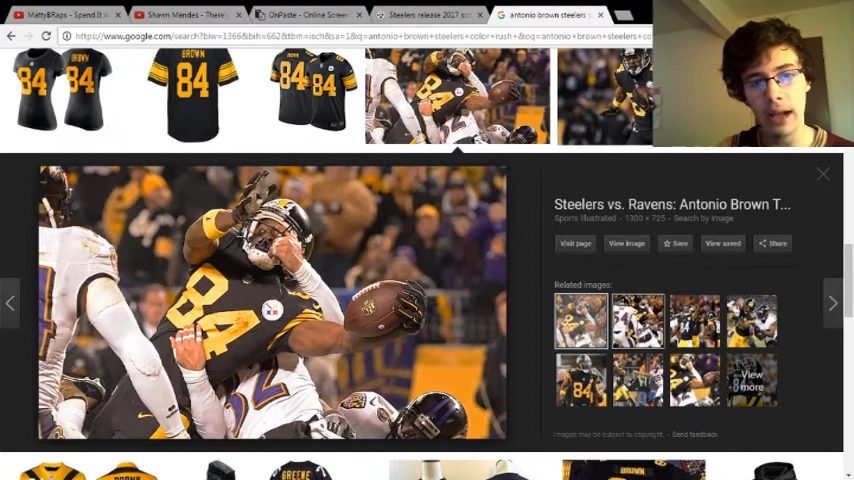 MattyBRaps - Spend It A
Shawn Mendes - There's
OnPaste - Online Screen
Steelers release 2017 sc
antonio brown steelers
https://www.google.com/search?biw=1366&bih=662&tbm=isch&sa=1&q=antonio+brown+steelers+color+rush+&oq=antonio+brown+steelers+co
BROWN
84
84
BROWN
84
84
84
84
84
Steelers vs. Ravens: Antonio Brown T...
Sports Illustrated - 1300 × 725 - Search by image
Visit page
View image
Save
View saved
Share
Related images:
84
84
View more
Images may be subject to copyright. - Send feedback
GREENE
BROWN